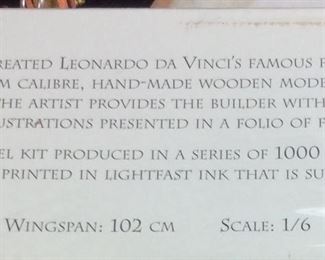 REATED LEONARDO DA VINCI'S FAMOUS F
M CALIBRE, HAND-MADE WOODEN MODE
THE ARTIST PROVIDES THE BUILDER WITH
USTRATIONS PRESENTED IN A FOLIO OF F
EL KIT PRODUCED IN A SERIES OF 1000
PRINTED IN LIGHTFAST INK THAT IS SU
WINGSPAN: 102 CM SCALE: 1/6